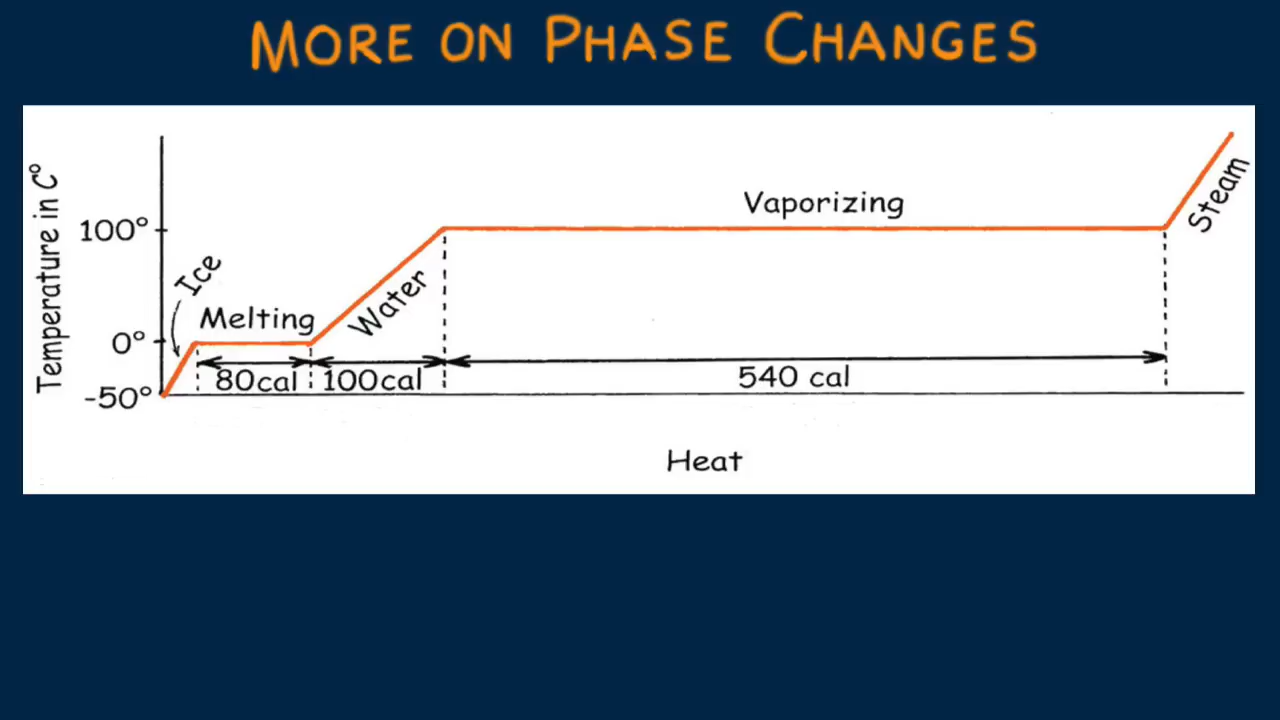 MORE ON PHASE CHANGES
Temperature in C°
100°
0°
-50°
Ice
Melting
Water
Vaporizing
Steam
80cal
100cal
540 cal
Heat